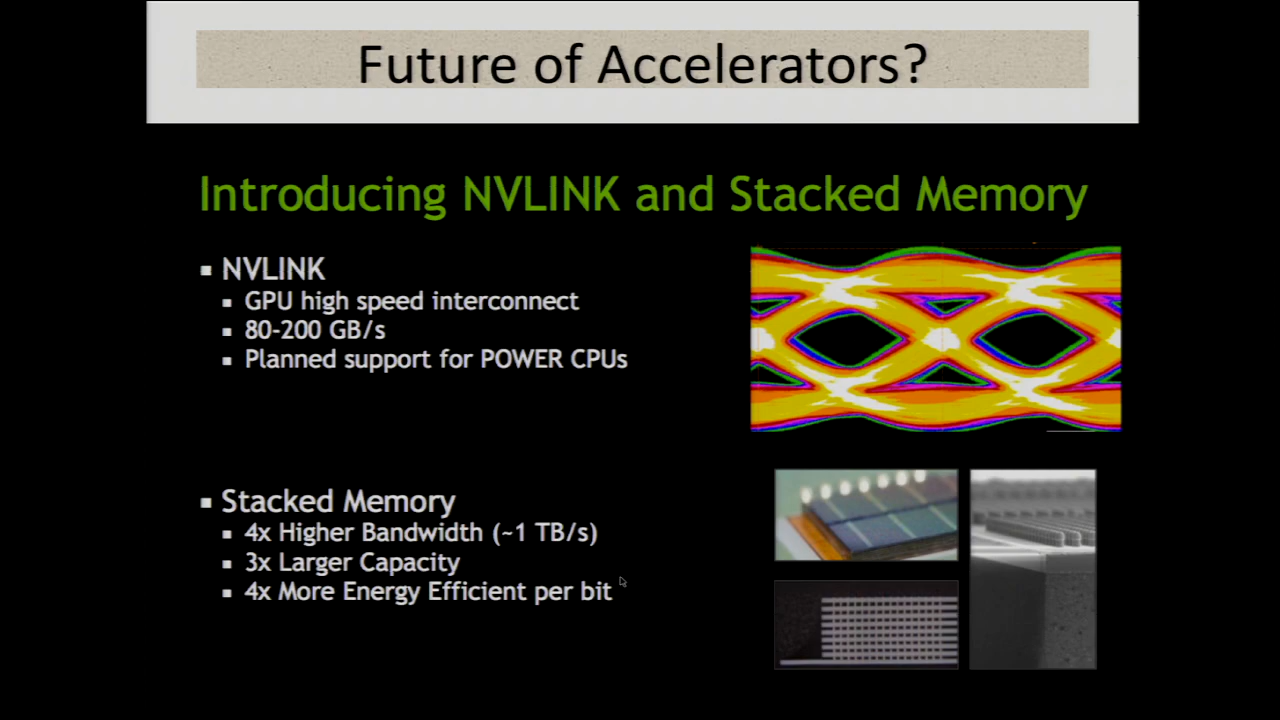 Future of Accelerators?
Introducing NVLINK and Stacked Memory
▪ NVLINK
▪ GPU high speed interconnect
▪ 80-200 GB/s
▪ Planned support for POWER CPUs
▪ Stacked Memory
▪ 4x Higher Bandwidth (~1 TB/s)
▪ 3x Larger Capacity
▪ 4x More Energy Efficient per bit